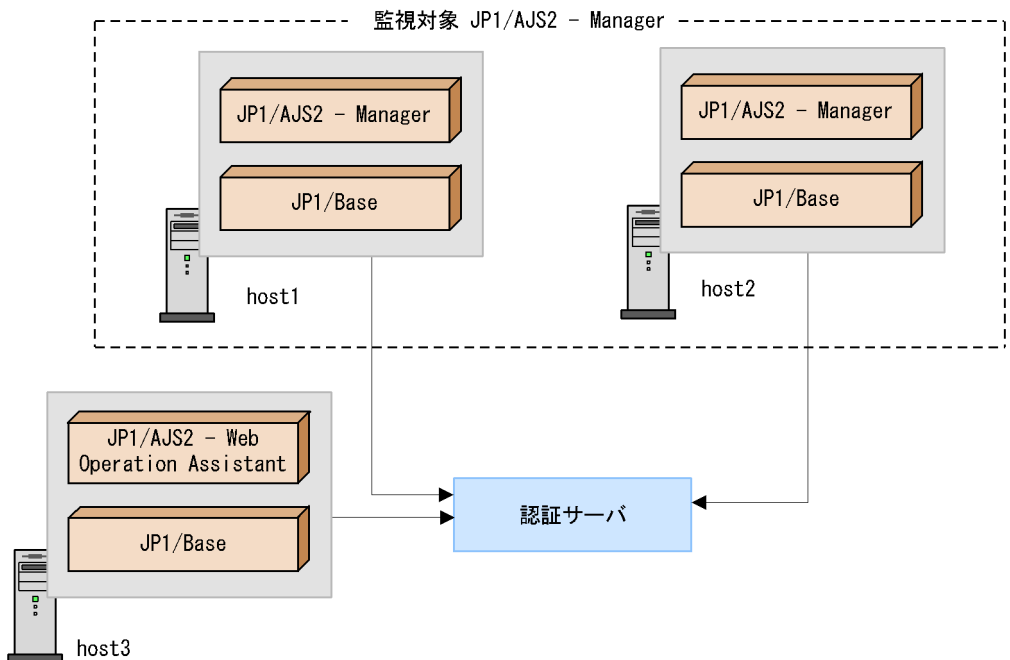 監視対象 JP1/AJS2 - Manager
JP1/AJS2 - Manager
JP1/Base
host1
JP1/AJS2 - Manager
JP1/Base
host2
JP1/AJS2 - Web
Operation Assistant
JP1/Base
host3
認証サーバ